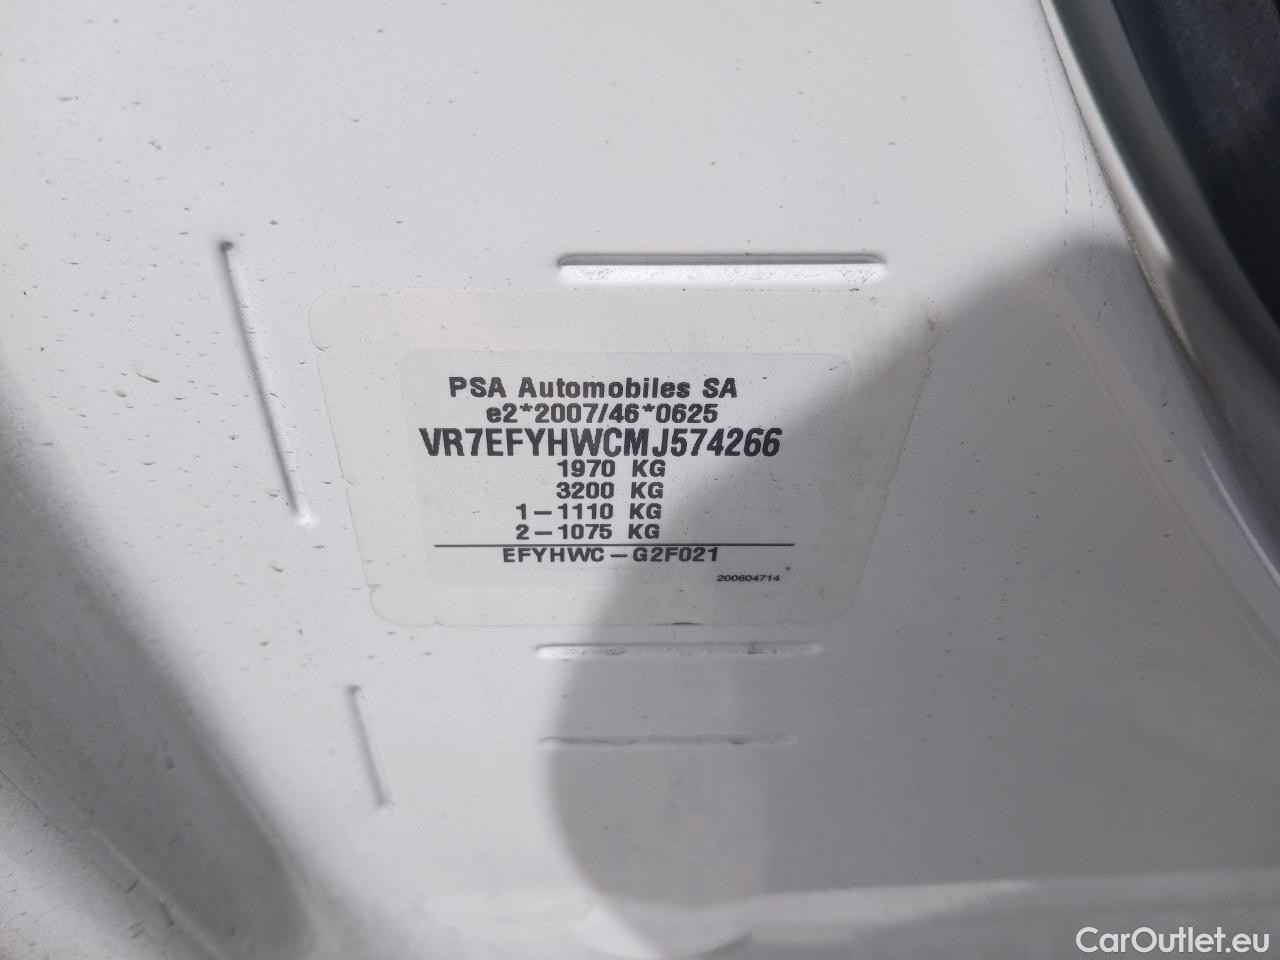 PSA Automobiles SA
e2*2007/46*0625
VR7EFYHWCMJ574266
1970 KG
3200 KG
1-1110 KG
2-1075 KG
EFYHWC-G2F021
200604714
CarOutlet.eu